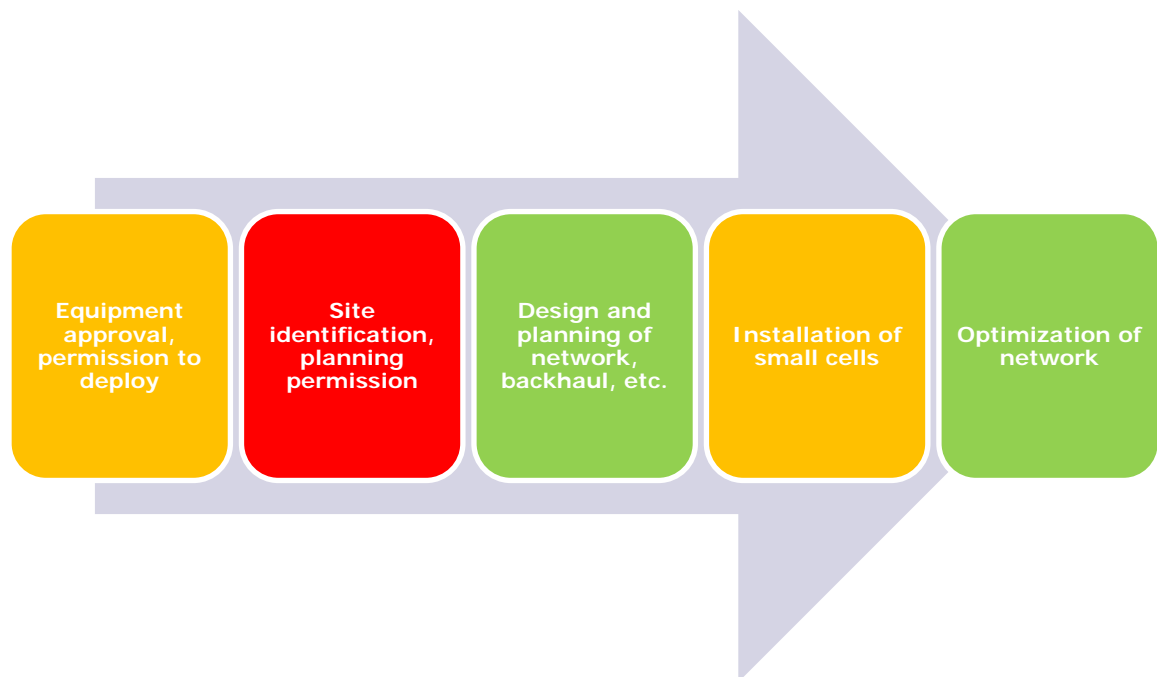 Equipment
approval,
permission to
deploy
Site
identification,
planning
permission
Design and
planning of
network,
backhaul, etc.
Installation of
small cells
Optimization of
network